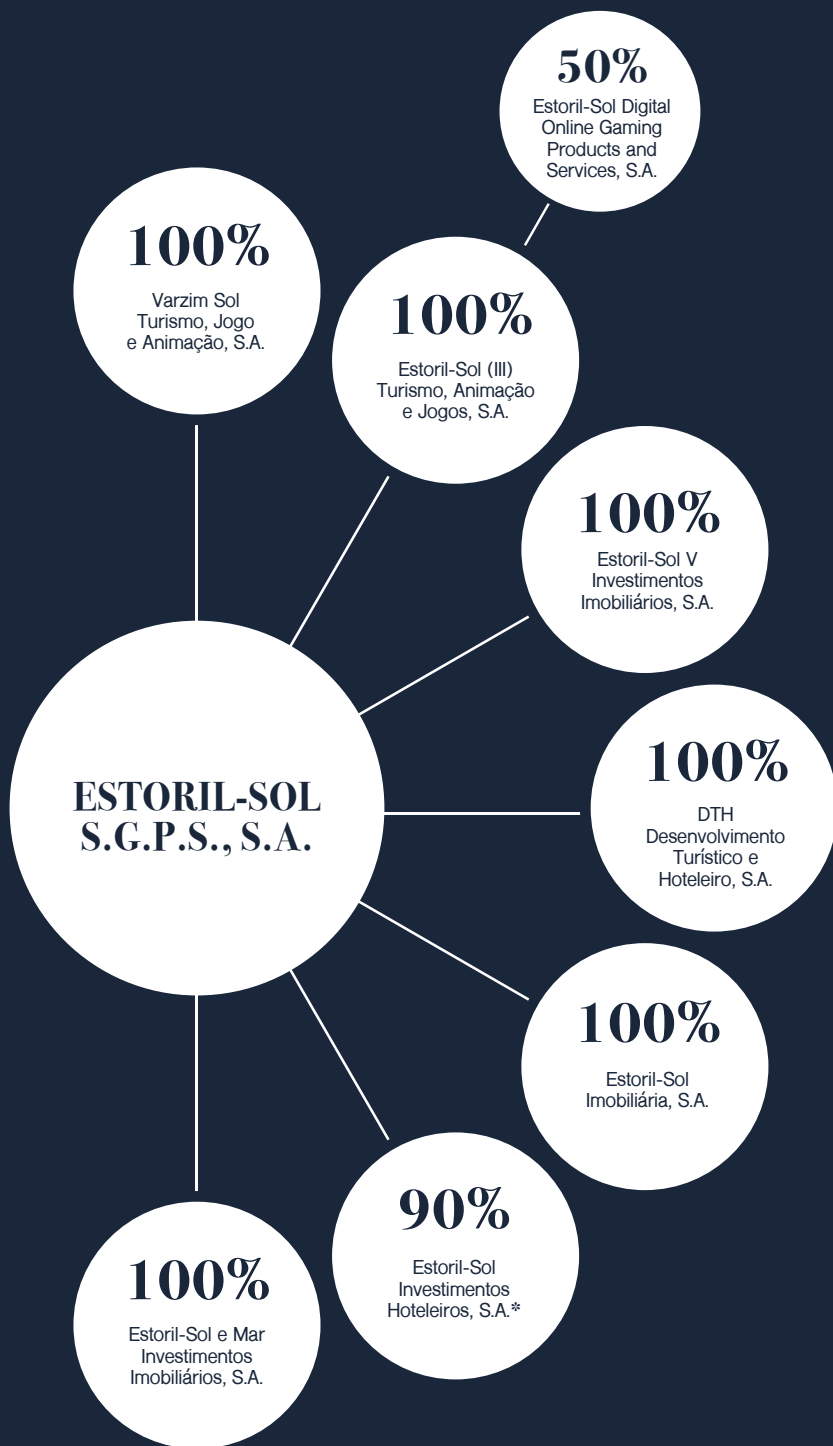 50%
Estoril-Sol Digital
Online Gaming
Products and
Services, S.A.
100%
Varzim Sol
Turismo, Jogo
e Animação, S.A.
100%
Estoril-Sol (III)
Turismo, Animação
e Jogos, S.A.
100%
Estoril-Sol V
Investimentos
Imobiliários, S.A.
ESTORIL-SOL
S.G.P.S., S.A.
100%
DTH
Desenvolvimento
Turístico e
Hoteleiro, S.A.
100%
Estoril-Sol
Imobiliária, S.A.
90%
Estoril-Sol
Investimentos
Hoteleiros, S.A.*
100%
Estoril-Sol e Mar
Investimentos
Imobiliários, S.A.